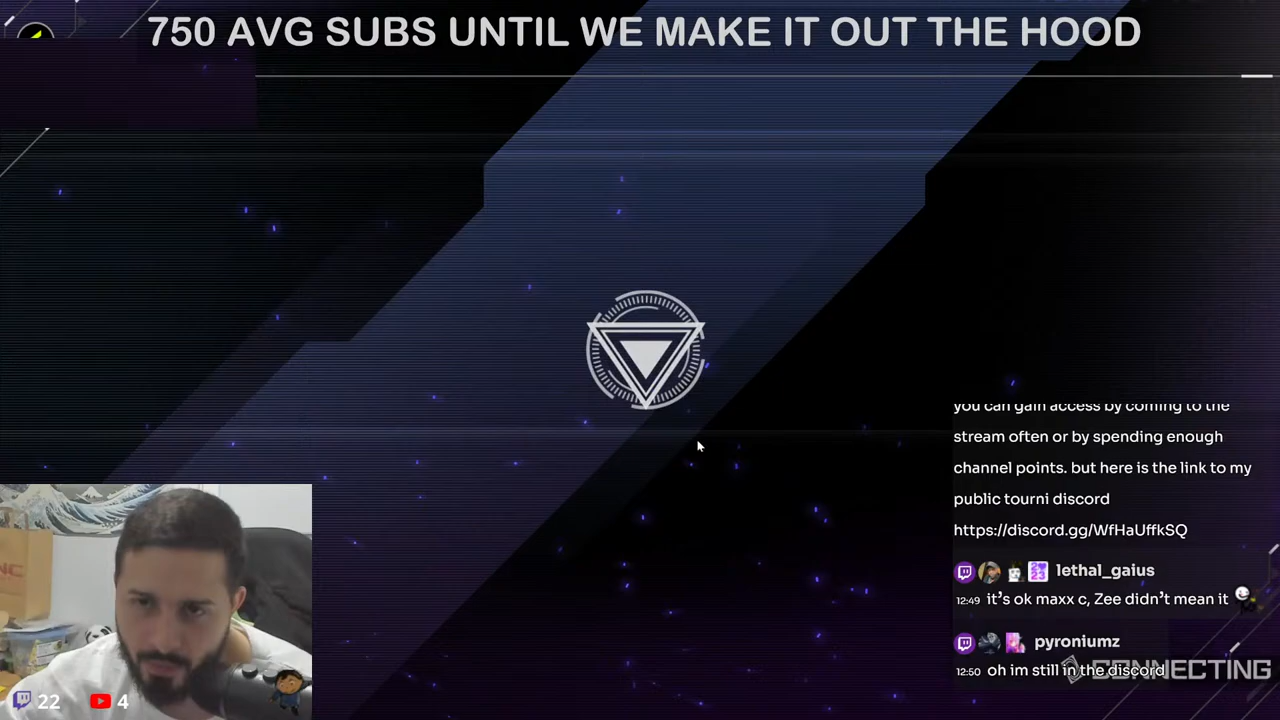 750 AVG SUBS UNTIL WE MAKE IT OUT THE HOOD
you can gain access by coming to the
stream often or by spending enough
channel points. but here is the link to my
public tourni discord
https://discord.gg/WfHaUffkSQ
lethal_gaius
12:49 it’s ok maxx c, Zee didn’t mean it
pyroniumz
12:50 oh im still in the discord
CONNECTING
22 4